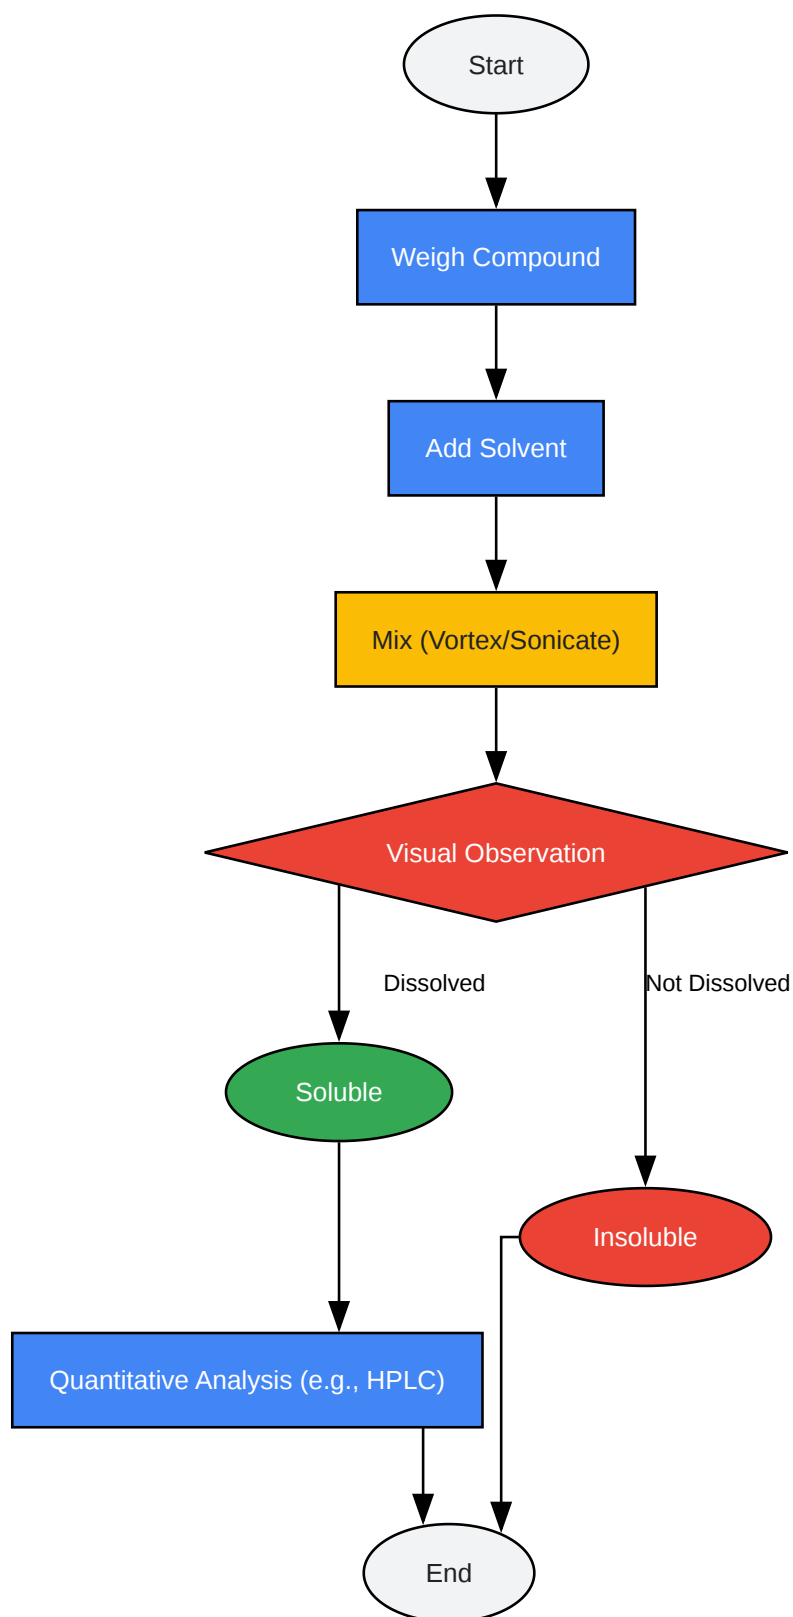 Start
Weigh Compound
Add Solvent
Mix (Vortex/Sonicate)
Visual Observation
Dissolved
Not Dissolved
Soluble
Insoluble
Quantitative Analysis (e.g., HPLC)
End